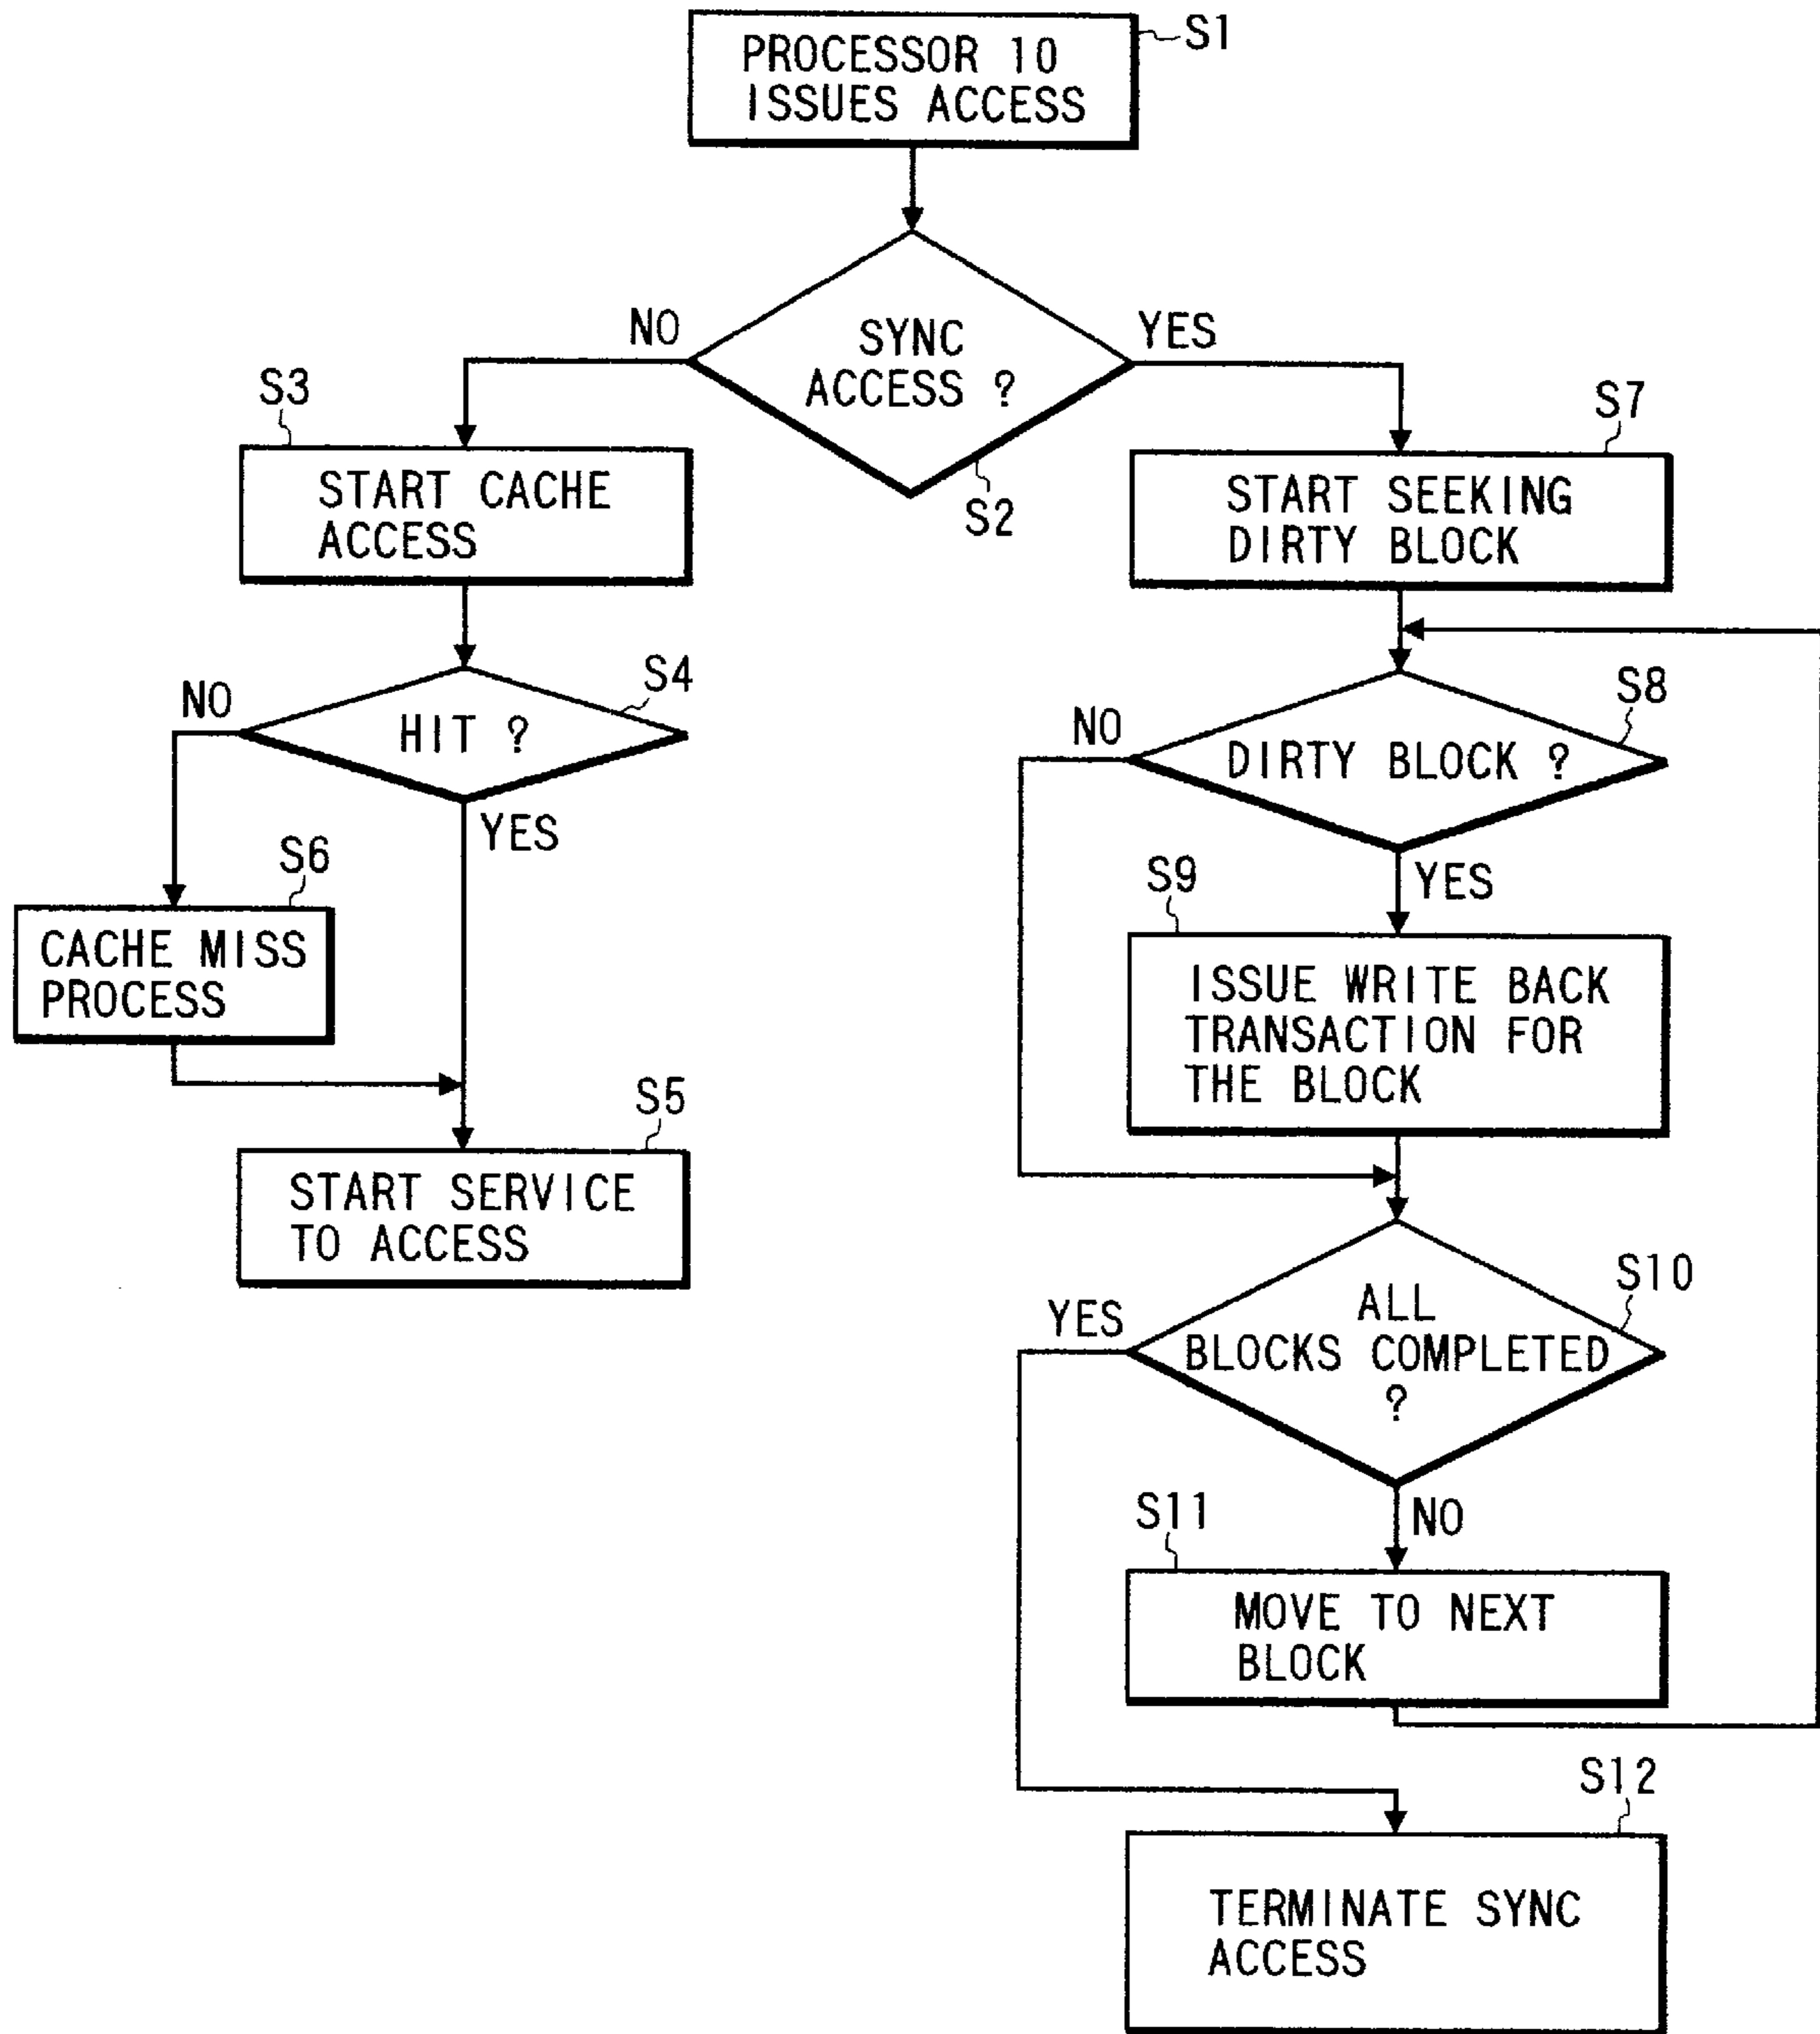 S1
PROCESSOR 10
ISSUES ACCESS
NO
SYNC
ACCESS ?
YES
S2
S3
START CACHE
ACCESS
S4
NO
HIT ?
YES
S6
CACHE MISS
PROCESS
S5
START SERVICE
TO ACCESS
S7
START SEEKING
DIRTY BLOCK
S8
NO
DIRTY BLOCK ?
YES
S9
ISSUE WRITE BACK
TRANSACTION FOR
THE BLOCK
S10
YES
ALL
BLOCKS COMPLETED
?
NO
S11
MOVE TO NEXT
BLOCK
S12
TERMINATE SYNC
ACCESS